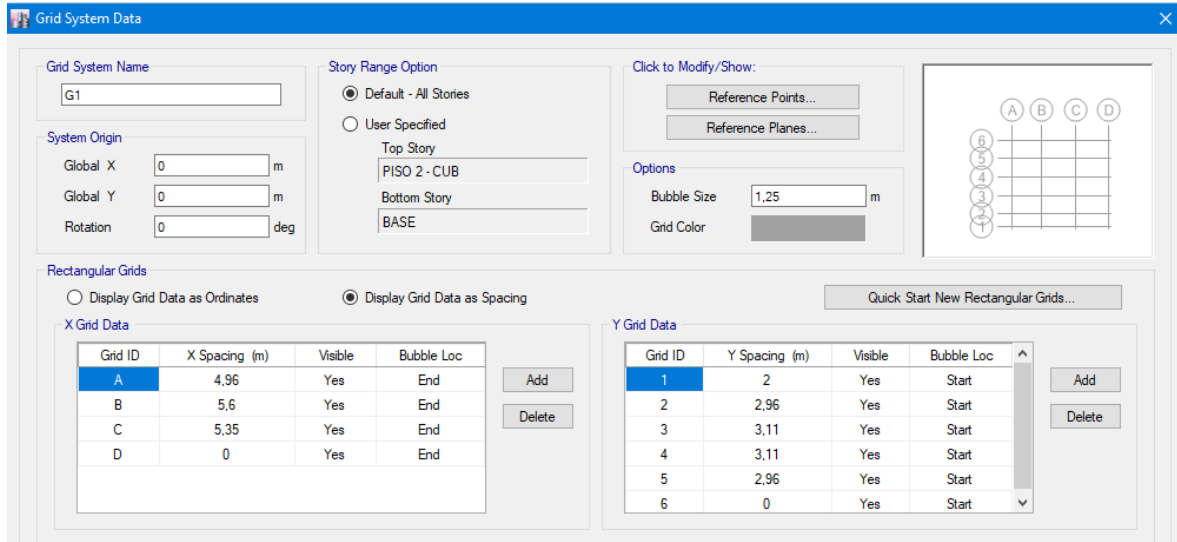 Grid System Data
Grid System Name
G1
System Origin
Global X 0 m
Global Y 0 m
Rotation 0 deg
Story Range Option
Default - All Stories
User Specified
Top Story
PISO 2 - CUB
Bottom Story
BASE
Click to Modify/Show:
Reference Points...
Reference Planes...
Options
Bubble Size 1,25 m
Grid Color
A B C D
6
5
4
3
2
1
Rectangular Grids
Display Grid Data as Ordinates Display Grid Data as Spacing Quick Start New Rectangular Grids...
X Grid Data
Grid ID X Spacing (m) Visible Bubble Loc
A 4,96 Yes End
B 5,6 Yes End
C 5,35 Yes End
D 0 Yes End
Add
Delete
Y Grid Data
Grid ID Y Spacing (m) Visible Bubble Loc
1 2 Yes Start
2 2,96 Yes Start
3 3,11 Yes Start
4 3,11 Yes Start
5 2,96 Yes Start
6 0 Yes Start
Add
Delete